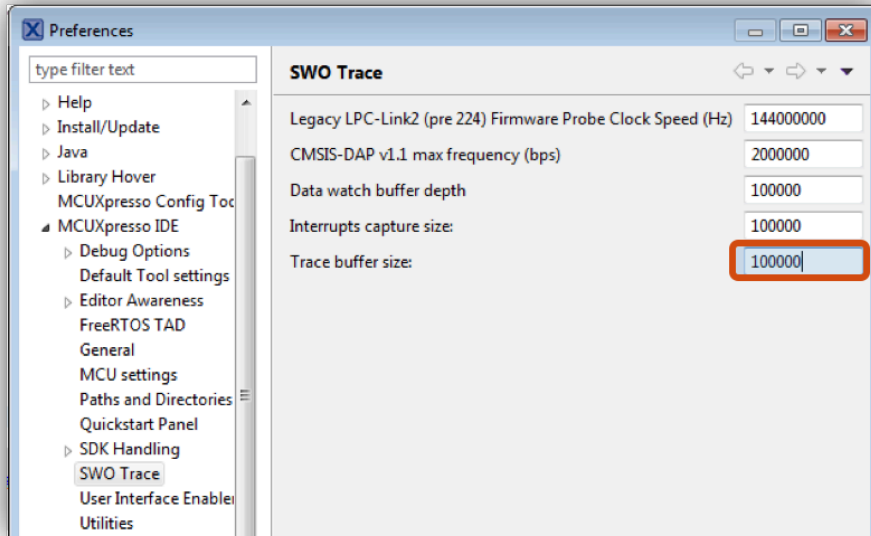 Preferences
type filter text
Help
Install/Update
Java
Library Hover
MCUXpresso Config Toc
MCUXpresso IDE
Debug Options
Default Tool settings
Editor Awareness
FreeRTOS TAD
General
MCU settings
Paths and Directories
Quickstart Panel
SDK Handling
SWO Trace
User Interface Enabler
Utilities
SWO Trace
Legacy LPC-Link2 (pre 224) Firmware Probe Clock Speed (Hz) 144000000
CMSIS-DAP v1.1 max frequency (bps) 2000000
Data watch buffer depth 100000
Interrupts capture size: 100000
Trace buffer size: 100000